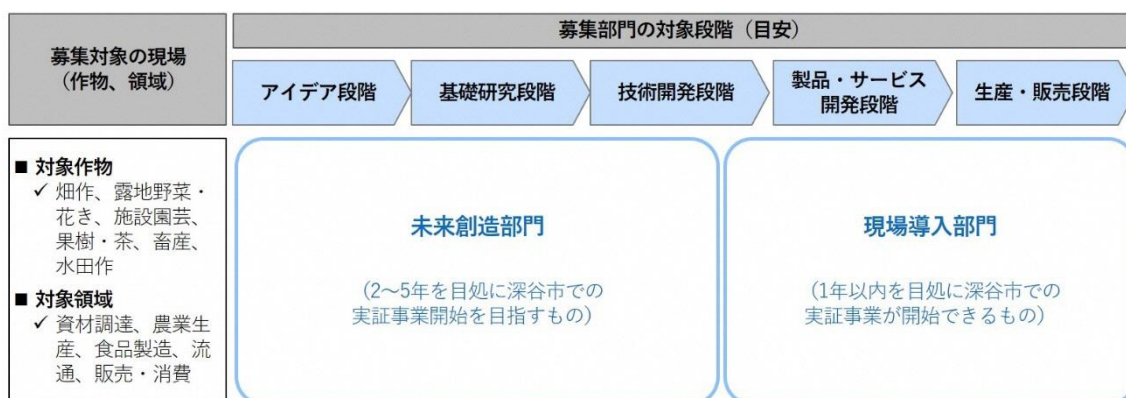 募集対象の現場
（作物、領域）
募集部門の対象段階（目安）
アイデア段階
基礎研究段階
技術開発段階
製品・サービス
開発段階
生産・販売段階
■ 対象作物
✓ 畑作、露地野菜・
花き、施設園芸、
果樹・茶、畜産、
水田作
■ 対象領域
✓ 資材調達、農業生
産、食品製造、流
通、販売・消費
未来創造部門
（2～5年を目処に深谷市での
実証事業開始を目指すもの）
現場導入部門
（1年以内を目処に深谷市での
実証事業が開始できるもの）